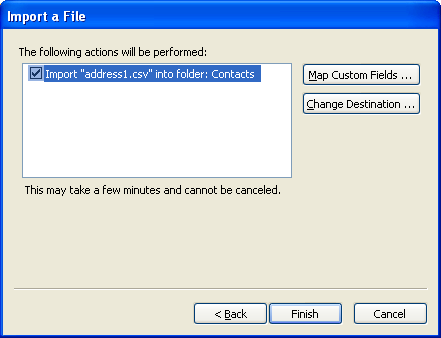 Import a File
The following actions will be performed:
Import "address1.csv" into folder: Contacts
Map Custom Fields ...
Change Destination ...
This may take a few minutes and cannot be canceled.
< Back
Finish
Cancel